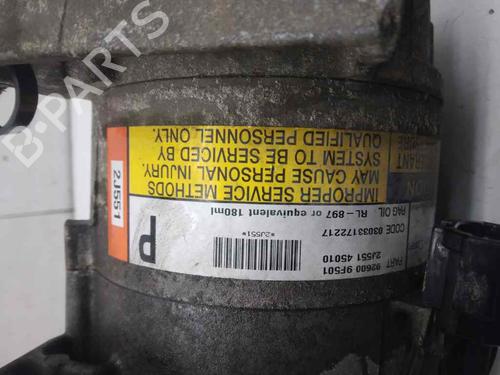 B-PARTS
PART 92600 9F501
2J551 45010
CODE 0303172217
PAG OIL RL-897 or equivalent 180ml
*2J551*
P
IMPROPER SERVICE METHODS
MAY CAUSE PERSONAL INJURY.
SYSTEM TO BE SERVICED BY
QUALIFIED PERSONNEL ONLY.
2J551